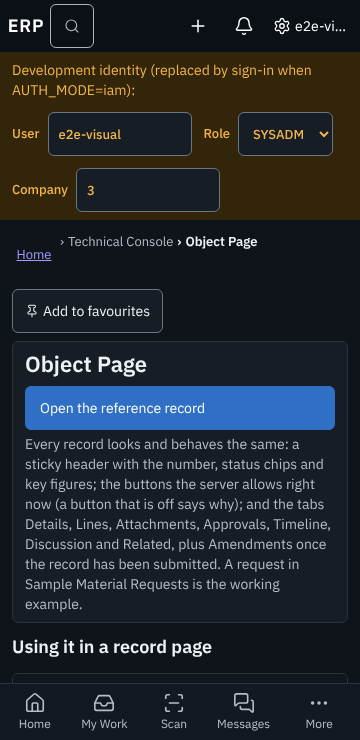 ERP
e2e-vi...
Development identity (replaced by sign-in when
AUTH_MODE=iam):
User e2e-visual Role SYSADM
Company 3
Home › Technical Console › Object Page
Add to favourites
Object Page
Open the reference record
Every record looks and behaves the same: a
sticky header with the number, status chips and
key figures; the buttons the server allows right
now (a button that is off says why); and the tabs
Details, Lines, Attachments, Approvals, Timeline,
Discussion and Related, plus Amendments once
the record has been submitted. A request in
Sample Material Requests is the working
example.
Using it in a record page
Home My Work Scan Messages More